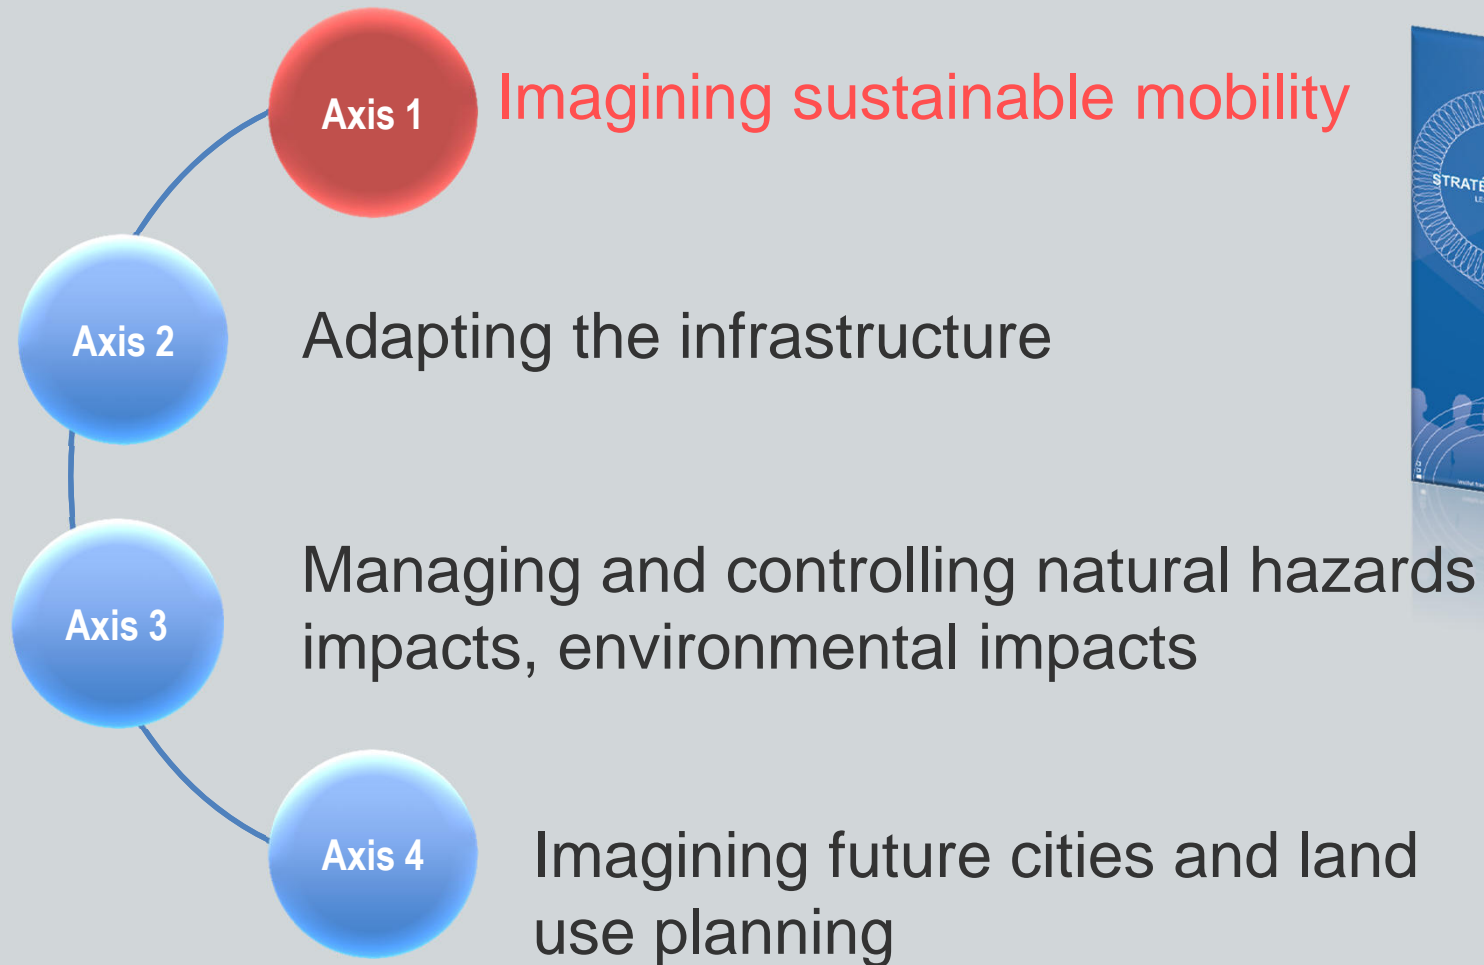 Axis 1
Imagining sustainable mobility
Axis 2
Adapting the infrastructure
Axis 3
Managing and controlling natural hazards
impacts, environmental impacts
Axis 4
Imagining future cities and land
use planning